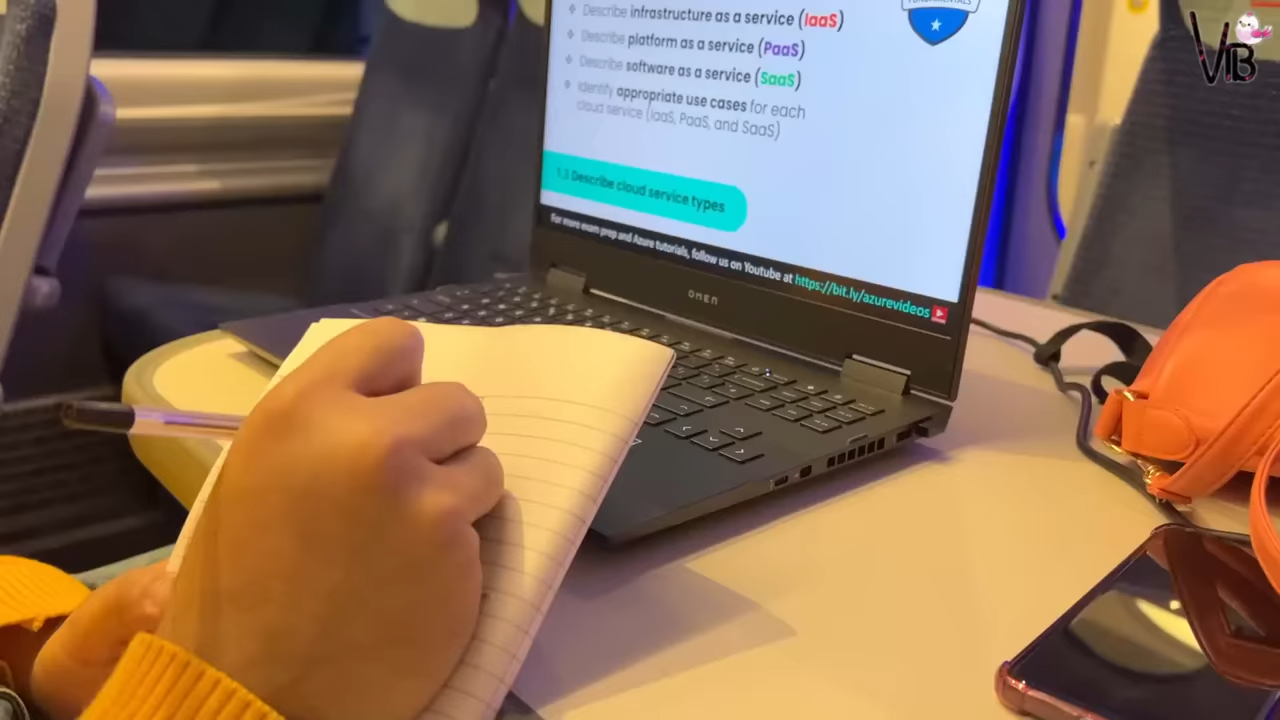 ❖ Describe infrastructure as a service (IaaS)
❖ Describe platform as a service (PaaS)
❖ Describe software as a service (SaaS)
❖ Identify appropriate use cases for each
cloud service (IaaS, PaaS, and SaaS)
FUNDAMENTALS
1.3 Describe cloud service types
For more exam prep and Azure tutorials, follow us on Youtube at https://bit.ly/azurevideos
OMEN
VIB